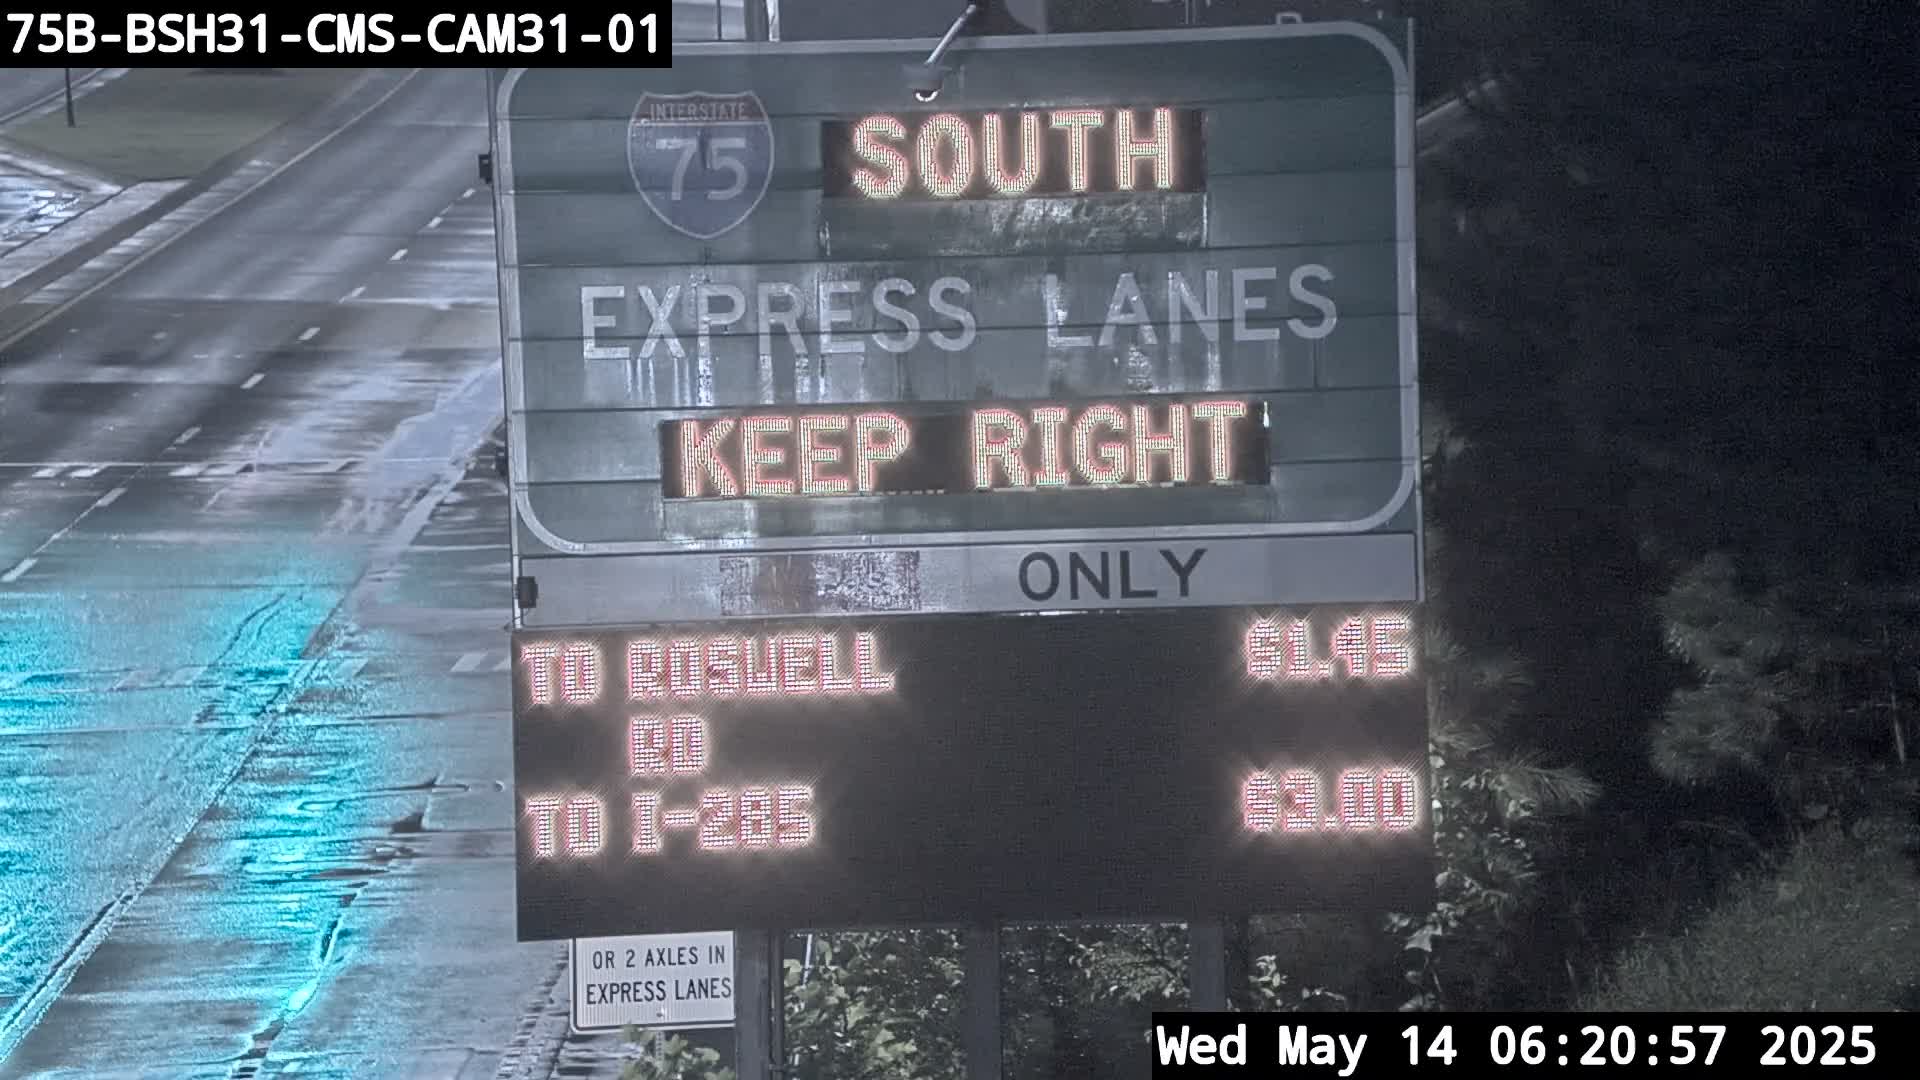 75B-BSH31-CMS-CAM31-01
INTERSTATE
75
SOUTH
EXPRESS LANES
KEEP RIGHT
ONLY
TO ROSWELL $1.45
RD
TO I-285 $3.00
OR 2 AXLES IN
EXPRESS LANES
Wed May 14 06:20:57 2025